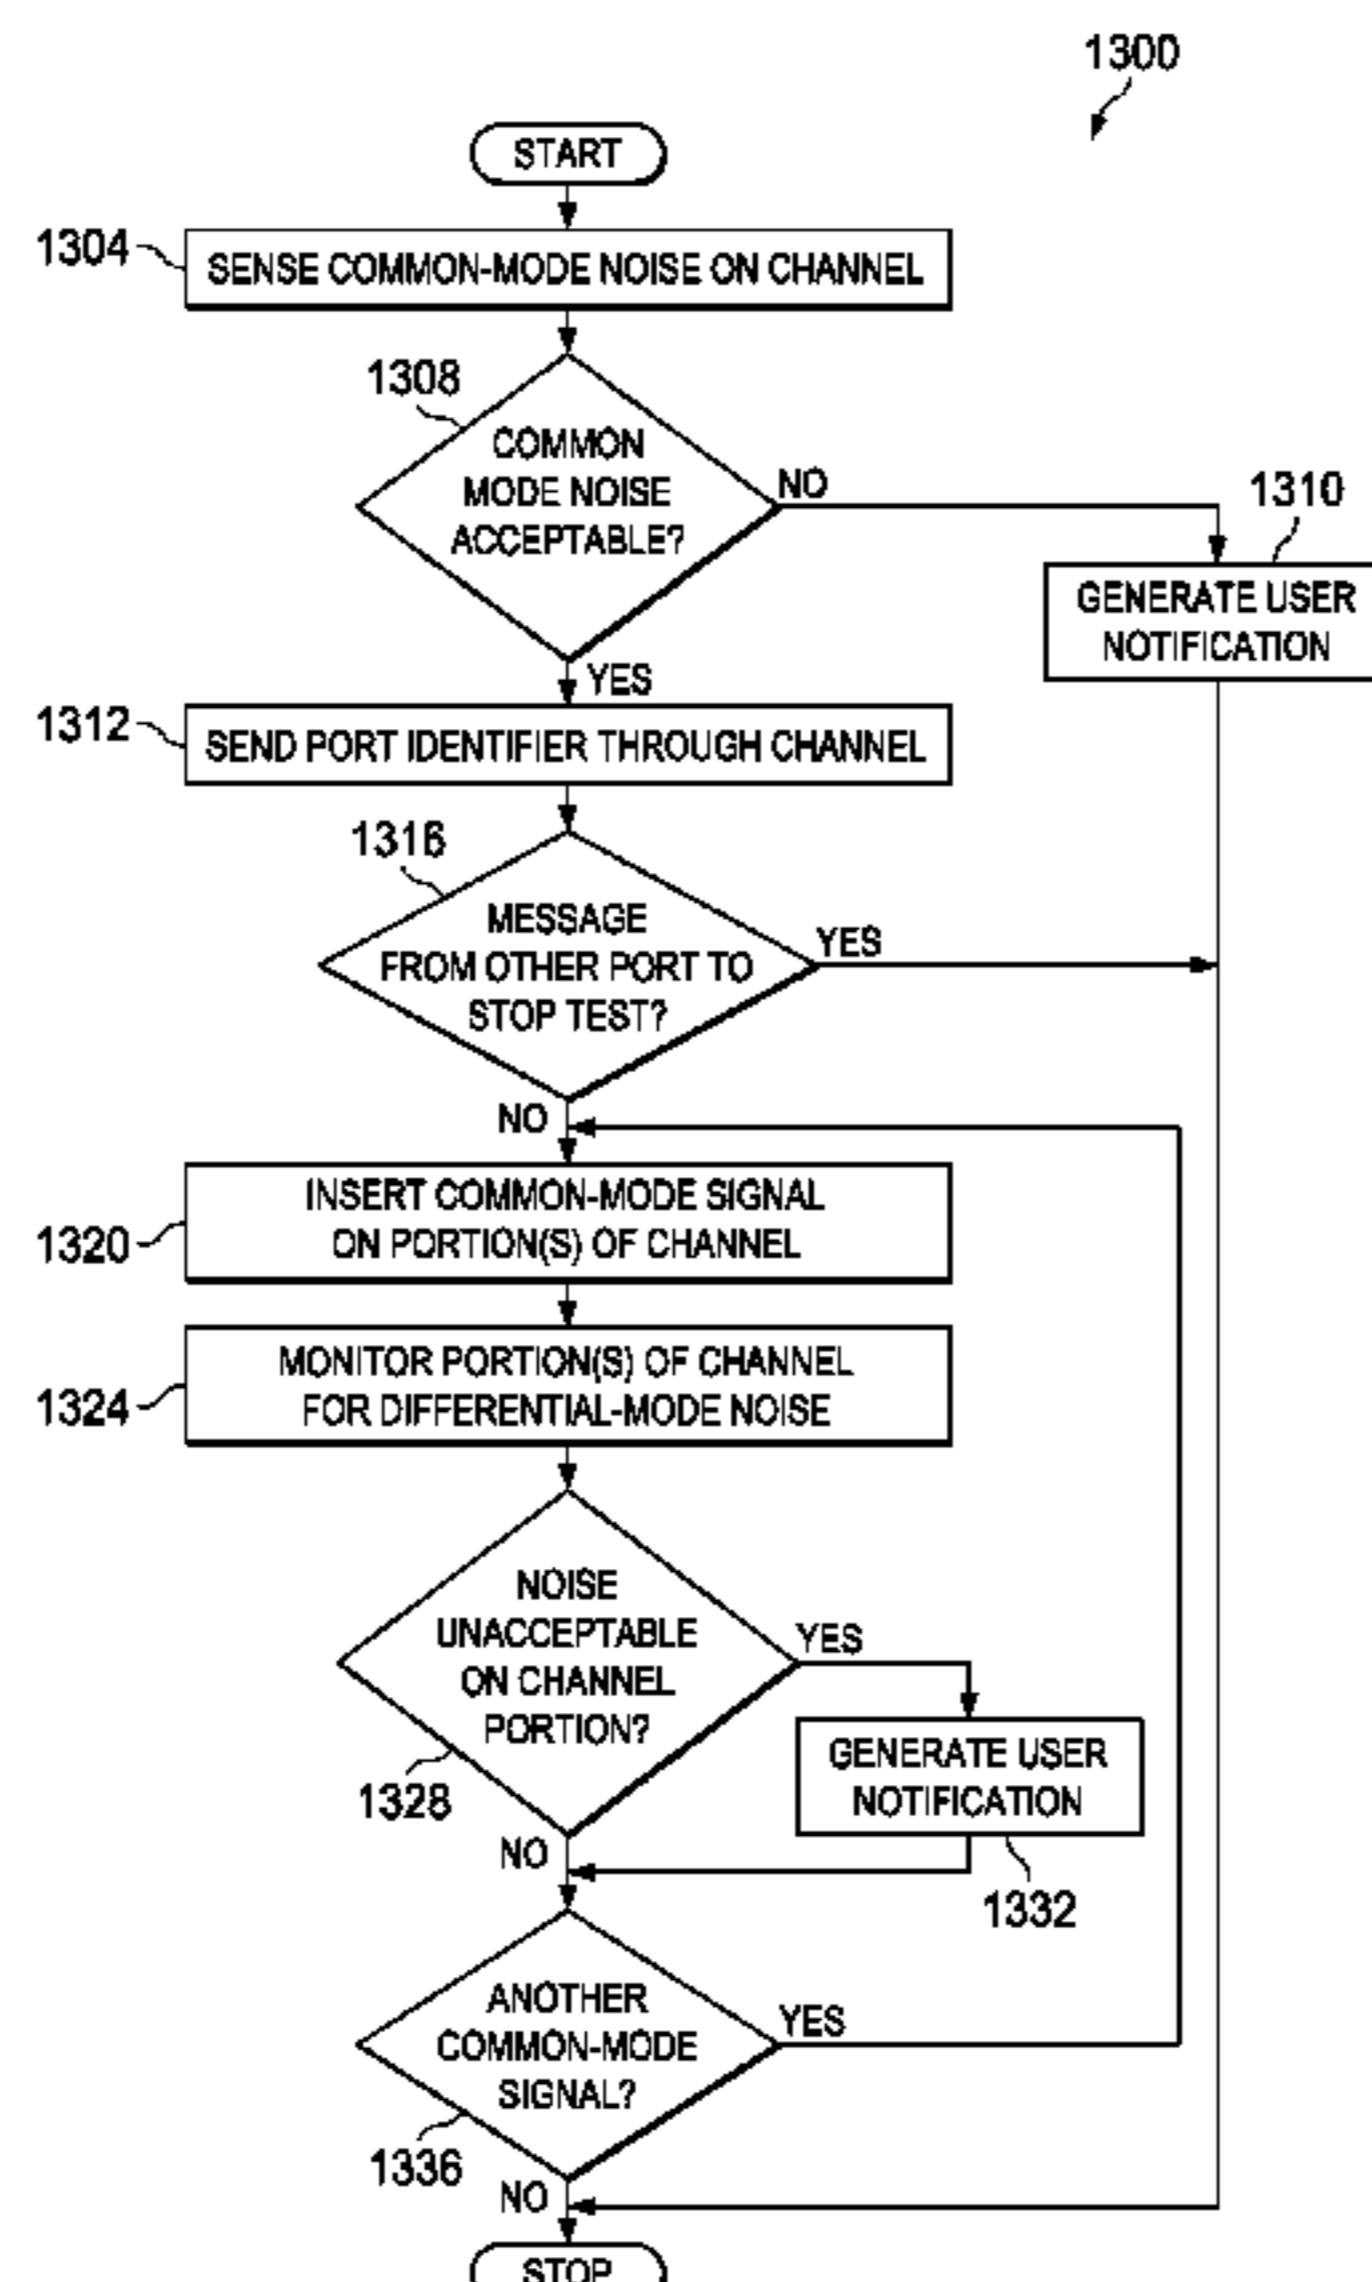 1300
START
1304
SENSE COMMON-MODE NOISE ON CHANNEL
1308
COMMON
MODE NOISE
ACCEPTABLE?
NO
1310
GENERATE USER
NOTIFICATION
YES
1312
SEND PORT IDENTIFIER THROUGH CHANNEL
1316
MESSAGE
FROM OTHER PORT TO
STOP TEST?
YES
NO
INSERT COMMON-MODE SIGNAL
ON PORTION(S) OF CHANNEL
1320
MONITOR PORTION(S) OF CHANNEL
FOR DIFFERENTIAL-MODE NOISE
1324
NOISE
UNACCEPTABLE
ON CHANNEL
PORTION?
YES
1328
GENERATE USER
NOTIFICATION
NO
1332
ANOTHER
COMMON-MODE
SIGNAL?
YES
1336
NO
STOP